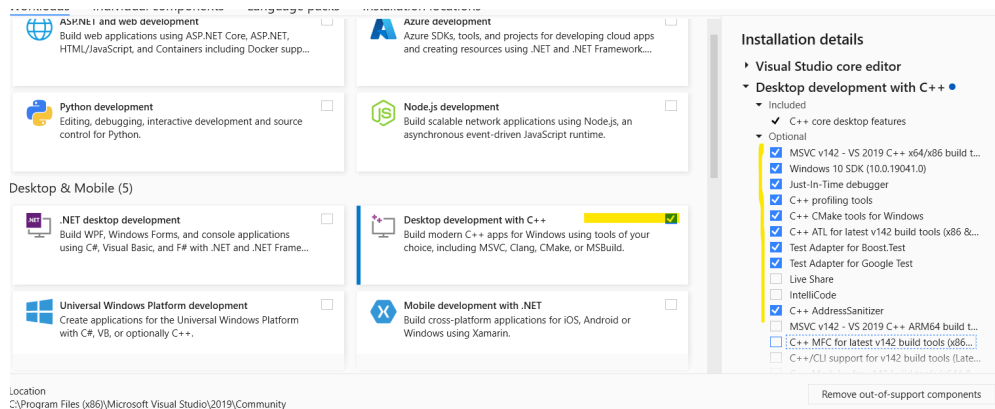 Workloads Individual components Language packs Installation locations
ASP.NET and web development
Build web applications using ASP.NET Core, ASP.NET,
HTML/JavaScript, and Containers including Docker supp...
Azure development
Azure SDKs, tools, and projects for developing cloud apps
and creating resources using .NET and .NET Framework....
Python development
Editing, debugging, interactive development and source
control for Python.
Node.js development
Build scalable network applications using Node.js, an
asynchronous event-driven JavaScript runtime.
Desktop & Mobile (5)
.NET desktop development
Build WPF, Windows Forms, and console applications
using C#, Visual Basic, and F# with .NET and .NET Frame...
Desktop development with C++
Build modern C++ apps for Windows using tools of your
choice, including MSVC, Clang, CMake, or MSBuild.
Universal Windows Platform development
Create applications for the Universal Windows Platform
with C#, VB, or optionally C++.
Mobile development with .NET
Build cross-platform applications for iOS, Android or
Windows using Xamarin.
Location
C:\Program Files (x86)\Microsoft Visual Studio\2019\Community
Installation details
Visual Studio core editor
Desktop development with C++
Included
C++ core desktop features
Optional
MSVC v142 - VS 2019 C++ x64/x86 build t...
Windows 10 SDK (10.0.19041.0)
Just-In-Time debugger
C++ profiling tools
C++ CMake tools for Windows
C++ ATL for latest v142 build tools (x86 &...
Test Adapter for Boost.Test
Test Adapter for Google Test
Live Share
IntelliCode
C++ AddressSanitizer
MSVC v142 - VS 2019 C++ ARM64 build t...
C++ MFC for latest v142 build tools (x86...
C++/CLI support for v142 build tools (Late...
Remove out-of-support components